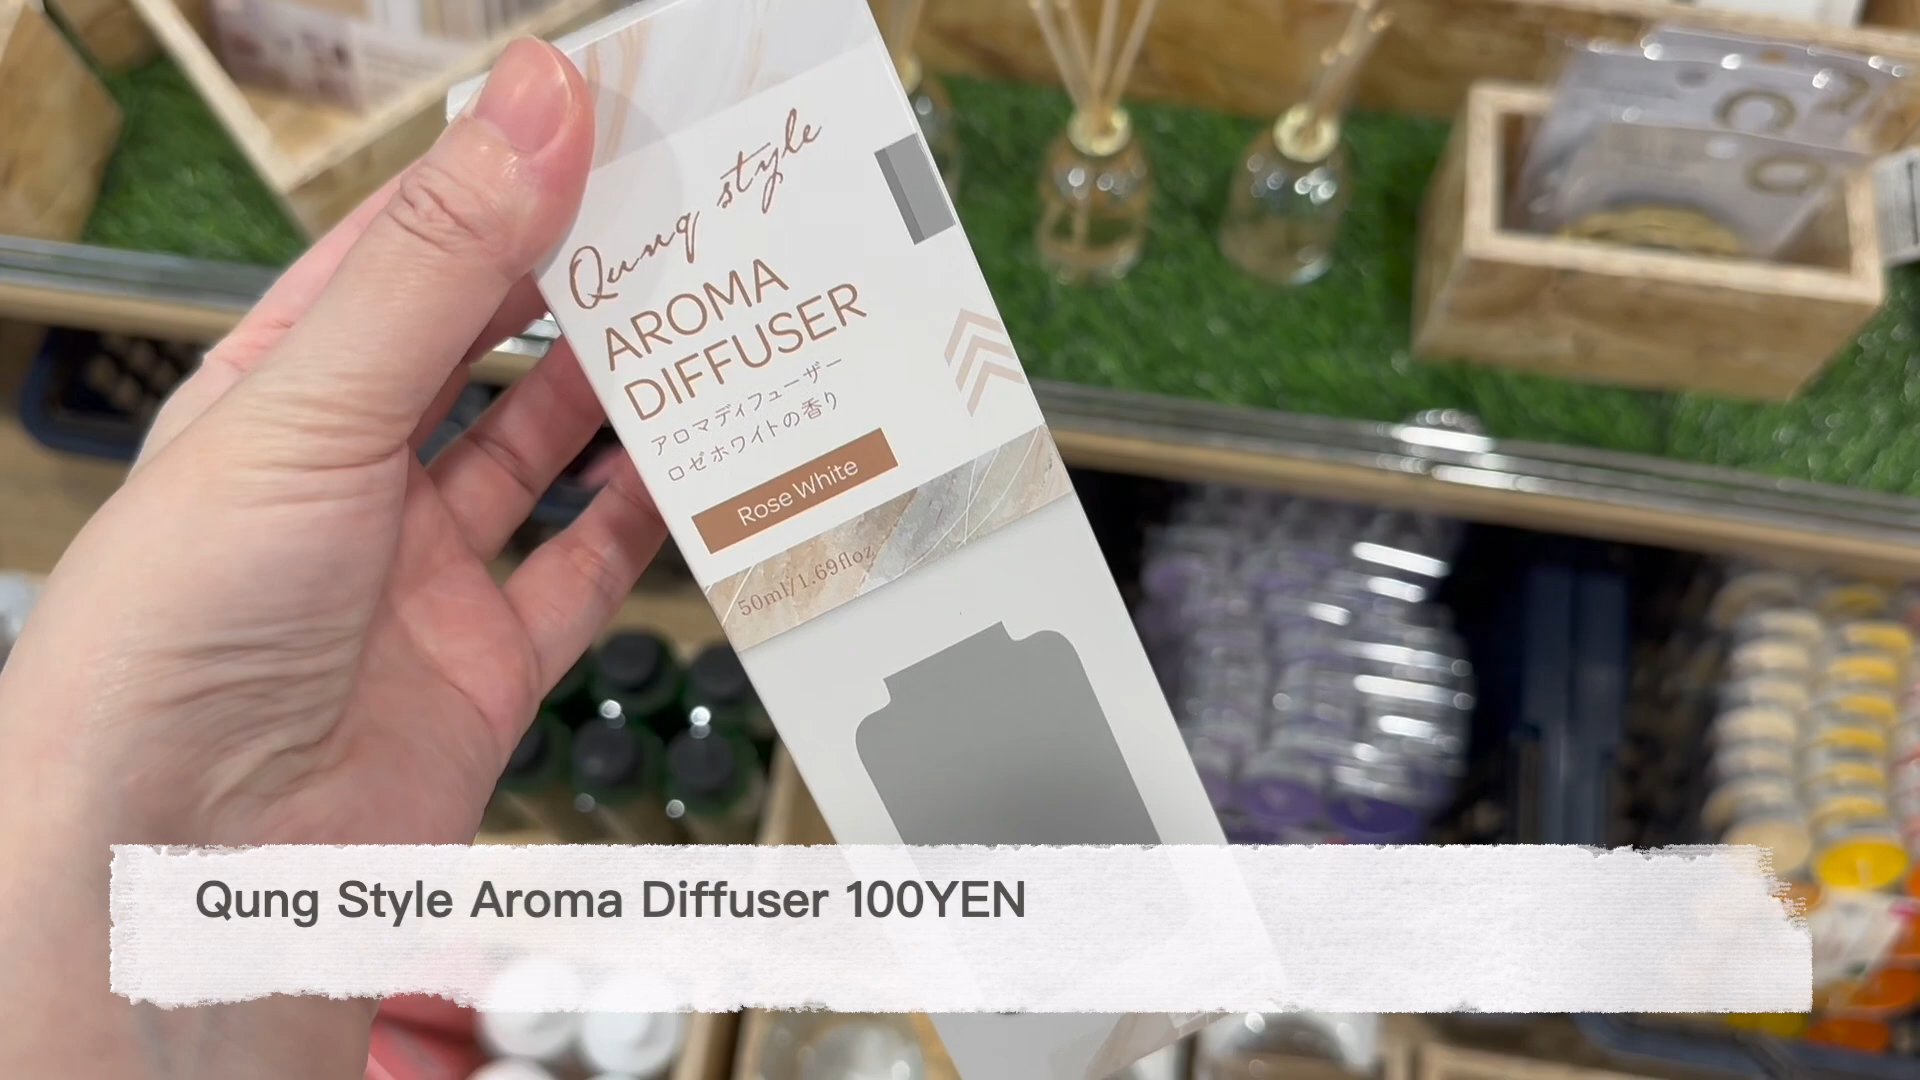 Qung style
AROMA
DIFFUSER
アロマディフューザー
ロゼホワイトの香り
Rose White
50ml/1.69floz
Qung Style Aroma Diffuser 100YEN